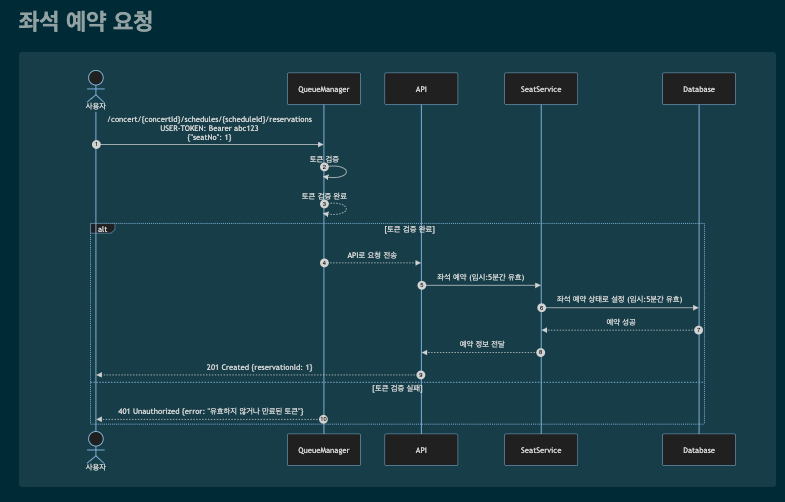 좌석 예약 요청
사용자
QueueManager
API
SeatService
Database
/concert/{concertId}/schedules/{scheduleId}/reservations
USER-TOKEN: Bearer abc123
{"seatNo": 1}
1
토큰 검증
2
토큰 검증 완료
3
alt
[토큰 검증 완료]
API로 요청 전송
4
좌석 예약 (임시:5분간 유효)
5
좌석 예약 상태로 설정 (임시:5분간 유효)
6
예약 성공
7
예약 정보 전달
8
201 Created {reservationId: 1}
9
[토큰 검증 실패]
401 Unauthorized {error: "유효하지 않거나 만료된 토큰"}
10
사용자
QueueManager
API
SeatService
Database